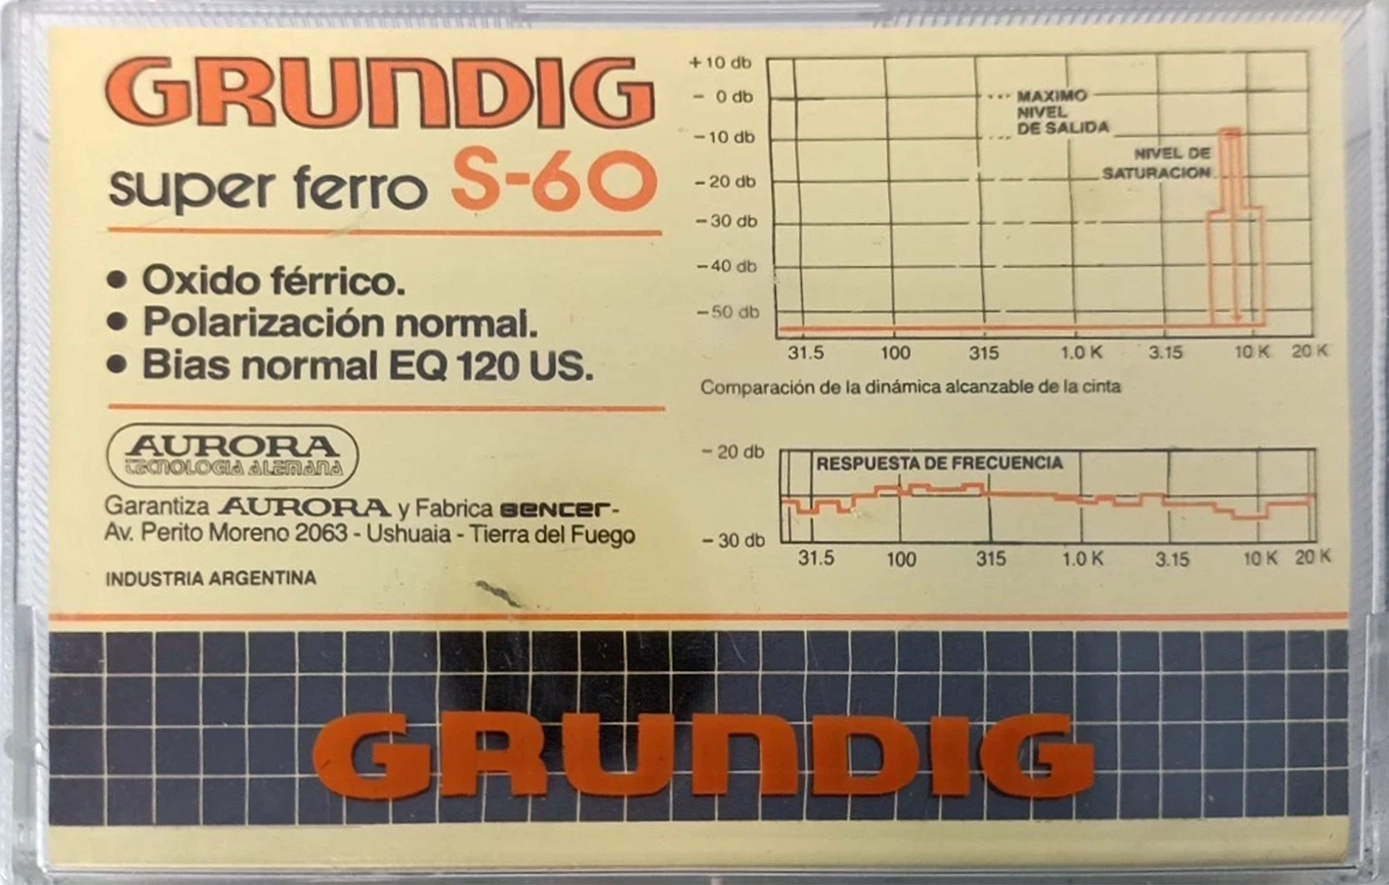 GRUNDIG
super ferro S-60
• Oxido férrico.
• Polarización normal.
• Bias normal EQ 120 US.
AURORA
TECNOLOGIA ALEMANA
Garantiza AURORA y Fabrica SENCER-
Av. Perito Moreno 2063 - Ushuaia - Tierra del Fuego
INDUSTRIA ARGENTINA
+10 db
- 0 db
-10 db
-20 db
-30 db
-40 db
-50 db
MAXIMO
NIVEL
DE SALIDA
NIVEL DE
SATURACION
31.5 100 315 1.0 K 3.15 10 K 20 K
Comparación de la dinámica alcanzable de la cinta
- 20 db
RESPUESTA DE FRECUENCIA
- 30 db
31.5 100 315 1.0 K 3.15 10 K 20 K
GRUNDIG